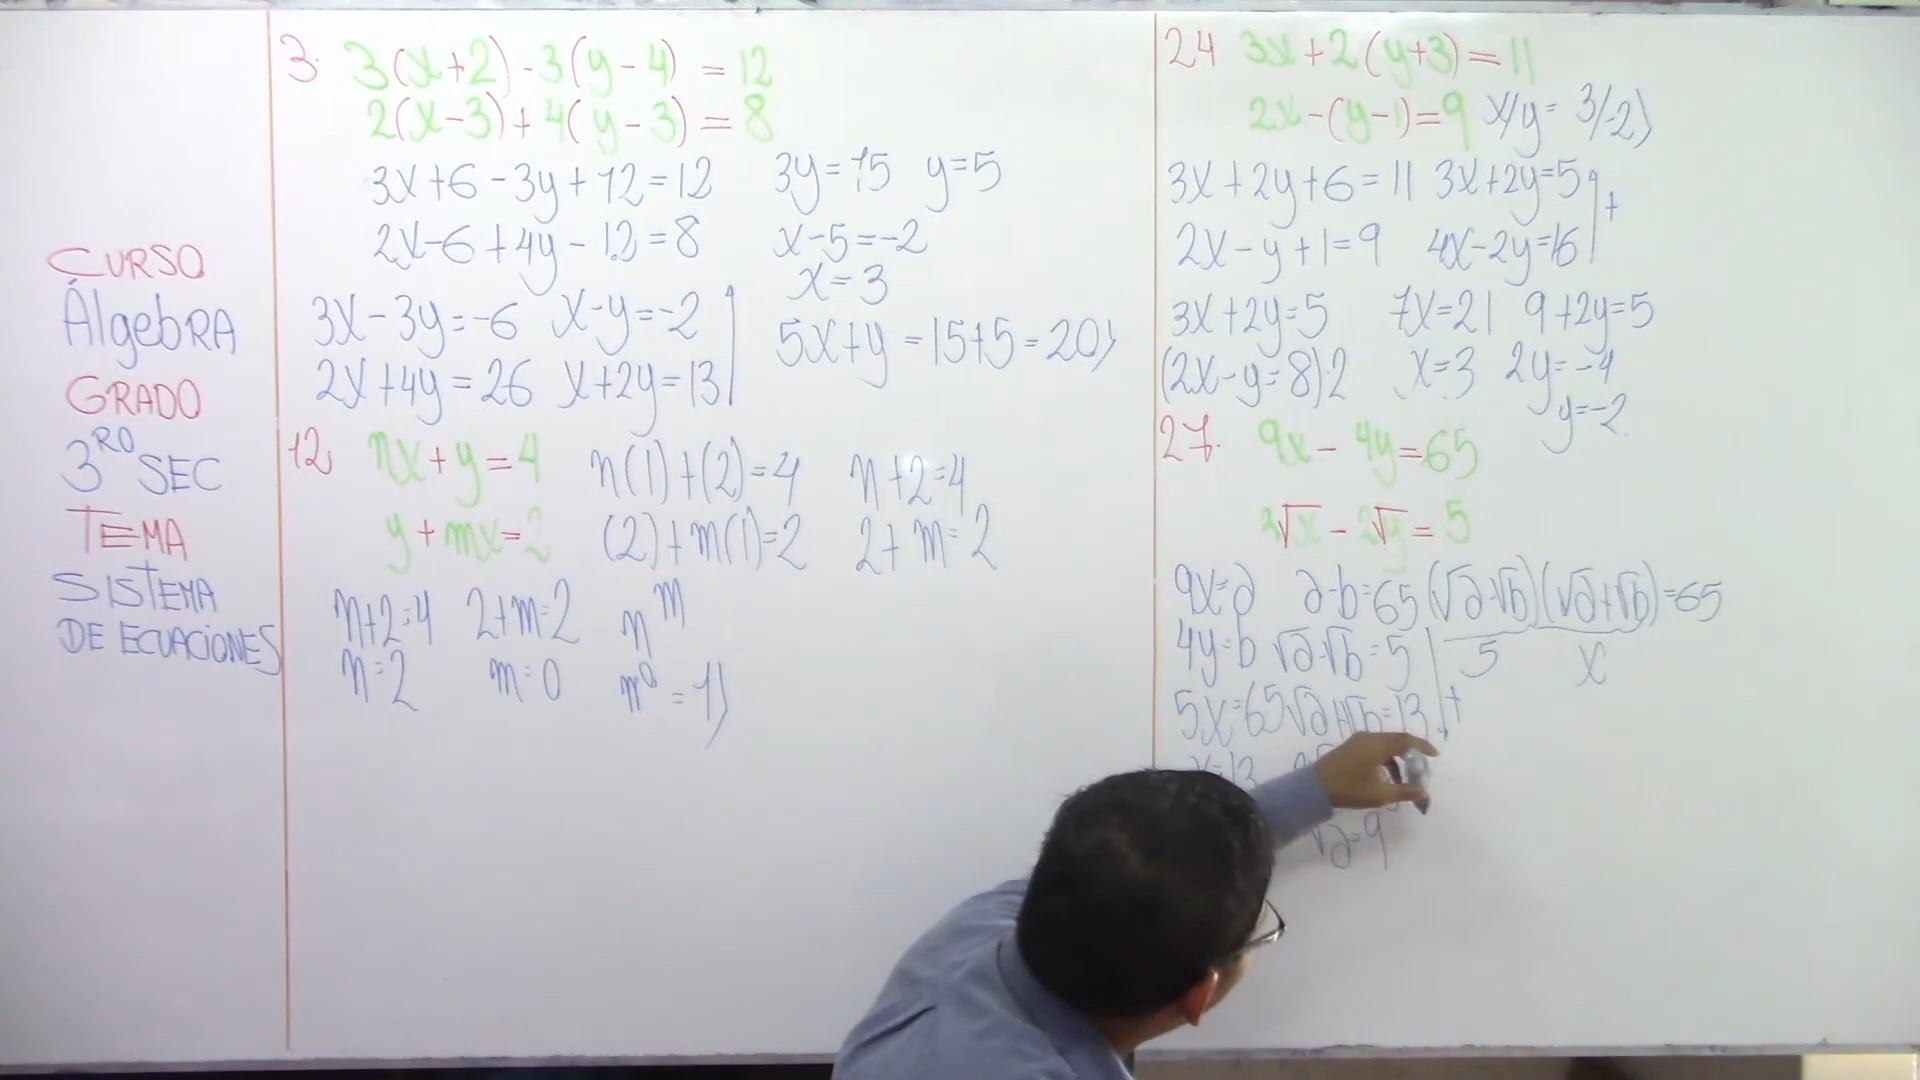 CURSO
Álgebra
GRADO
3RO SEC
TEMA
SISTEMA
DE ECUACIONES
3. 3(x+2) - 3(y-4) = 12
2(x-3) + 4(y-3) = 8
3x+6-3y+12=12
2x-6+4y-12=8
3x-3y=-6 x-y=-2
2x+4y=26 x+2y=13
3y=15 y=5
x-5=-2
x=3
5x+y=15+5=20)
12. nx+y=4 n(1)+(2)=4 n+2=4
y+mx=2 (2)+m(1)=2 2+m=2
n+2=4 2+m=2 n^m
n=2 m=0 n^0=1)
24 3x+2(y+3)=11
2x-(y-1)=9 x/y=3/-2)
3x+2y+6=11 3x+2y=5
2x-y+1=9 4x-2y=16 +
3x+2y=5 7x=21 9+2y=5
(2x-y=8)2 x=3 2y=-4
y=-2
27. 9x-4y=65
3√x-2√y=5
9x=a a-b=65 (√a-√b)(√a+√b)=65
4y=b √a-√b=5 5 x
5x=65 √a+√b=13 +
x=13
√a=9